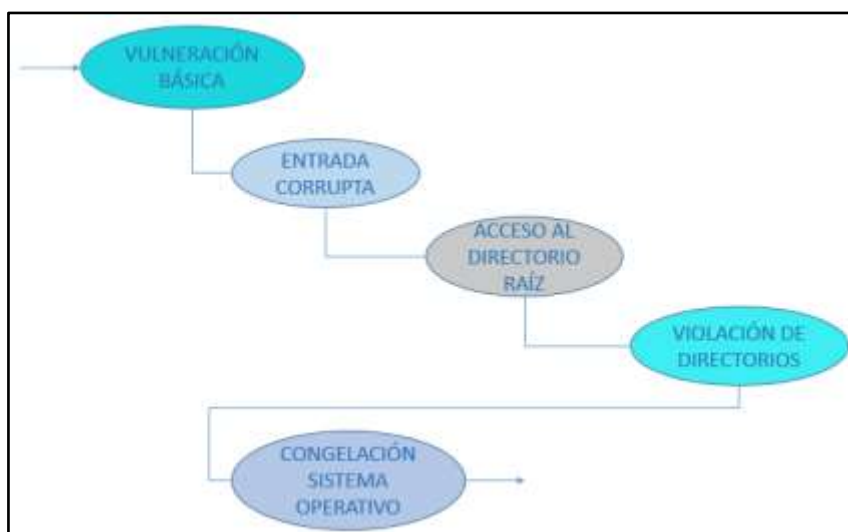 VULNERACIÓN
BÁSICA
ENTRADA
CORRUPTA
ACCESO AL
DIRECTORIO
RAÍZ
VIOLACIÓN DE
DIRECTORIOS
CONGELACIÓN
SISTEMA
OPERATIVO